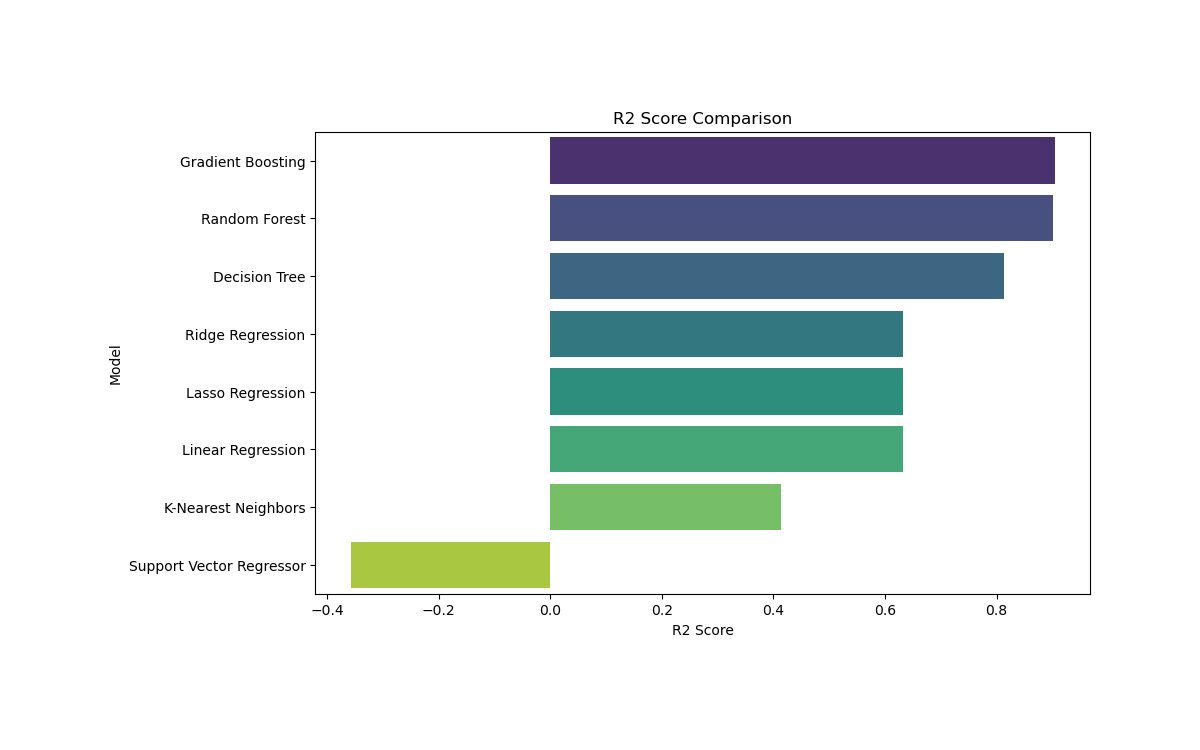 R2 Score Comparison
Gradient Boosting
Random Forest
Decision Tree
Ridge Regression
Lasso Regression
Linear Regression
K-Nearest Neighbors
Support Vector Regressor
Model
−0.4 −0.2 0.0 0.2 0.4 0.6 0.8
R2 Score